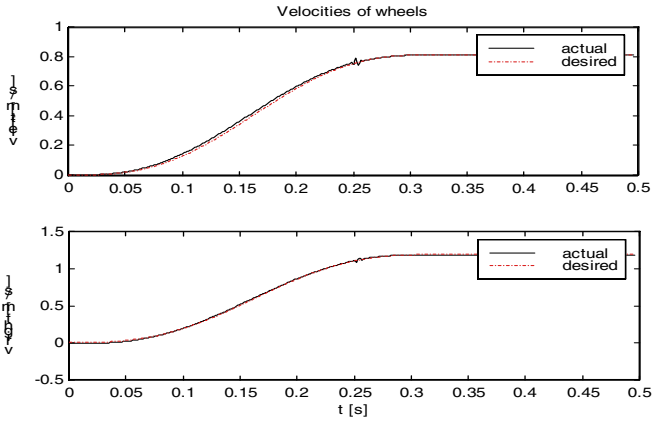 Velocities of wheels
1
0.8
0.6
0.4
0.2
0
v left [m/s]
actual
desired
0 0.05 0.1 0.15 0.2 0.25 0.3 0.35 0.4 0.45 0.5
1.5
1
0.5
0
-0.5
v right [m/s]
actual
desired
0 0.05 0.1 0.15 0.2 0.25 0.3 0.35 0.4 0.45 0.5
t [s]